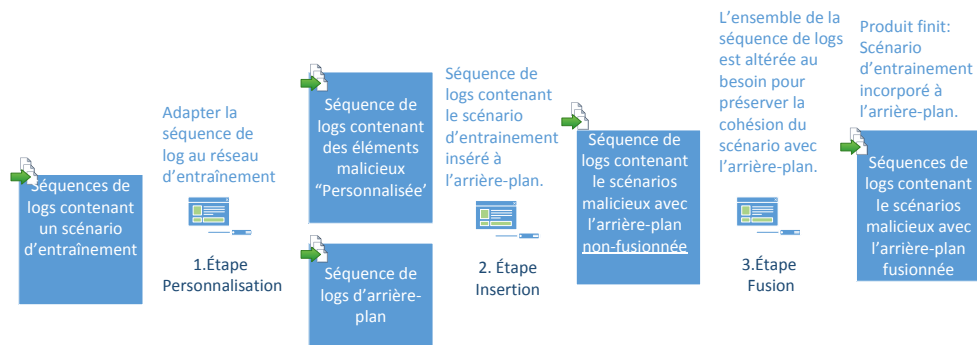 Séquences de
logs contenant
un scénario
d’entraînement
Adapter la
séquence de
log au réseau
d’entraînement
1.Étape
Personnalisation
Séquence de
logs contenant
des éléments
malicieux
“Personnalisée’
Séquence de
logs d’arrière-
plan
Séquence de
logs contenant
le scénario
d’entrainement
inséré à
l’arrière-plan.
2. Étape
Insertion
Séquence de
logs contenant
le scénarios
malicieux avec
l’arrière-plan
non-fusionnée
L’ensemble de la
séquence de logs
est altérée au
besoin pour
préserver la
cohésion du
scénario avec
l’arrière-plan.
3.Étape
Fusion
Produit finit:
Scénario
d’entrainement
incorporé à
l’arrière-plan.
Séquences de
logs contenant
le scénarios
malicieux avec
l’arrière-plan
fusionnée